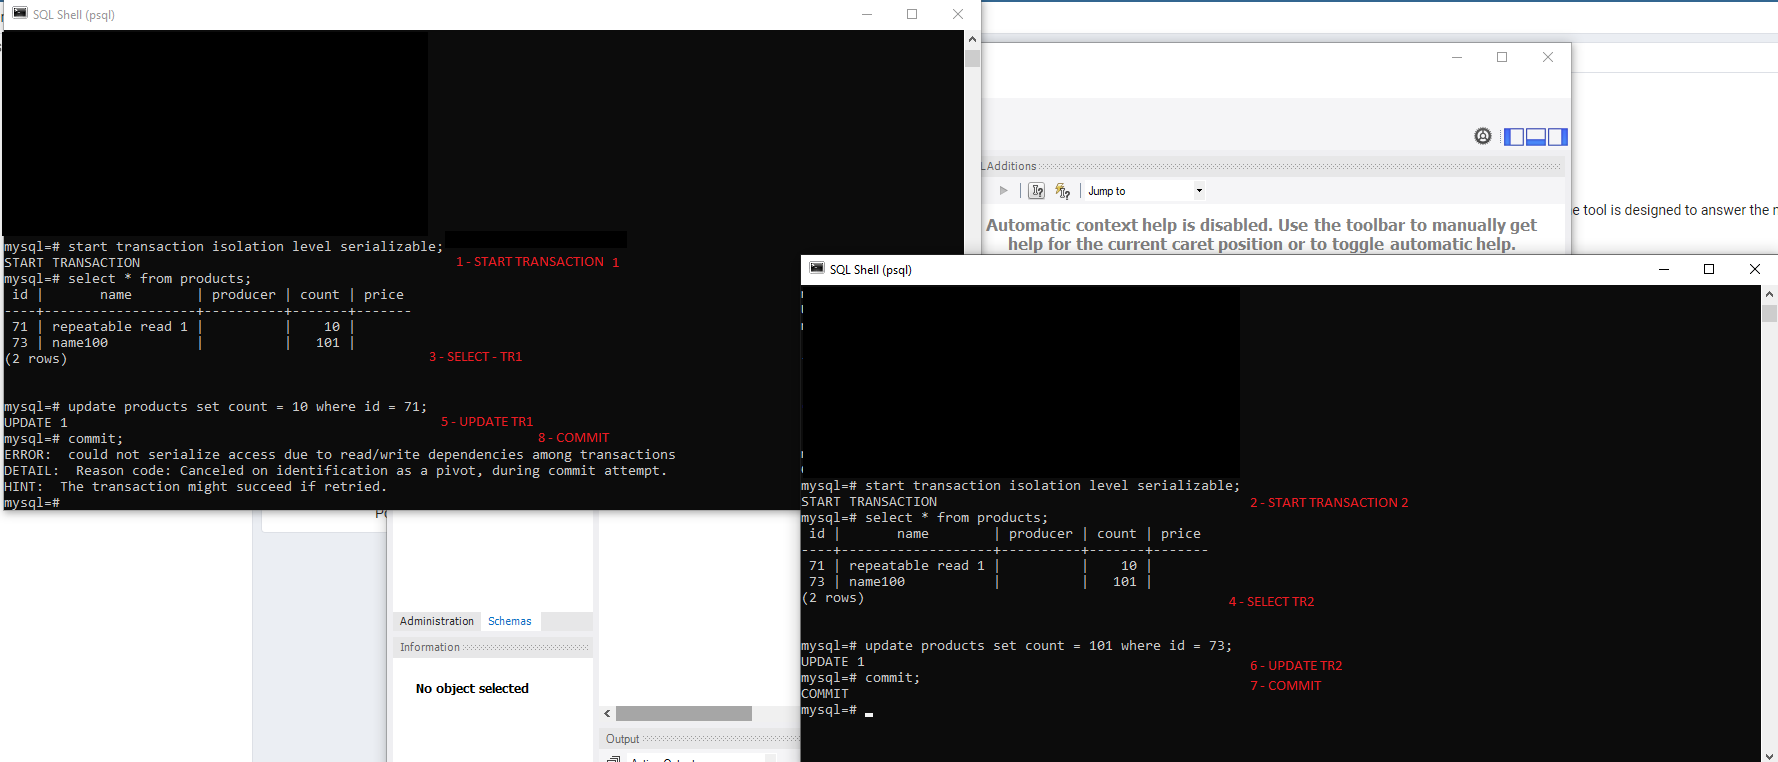 SQL Shell (psql)
mysql=# start transaction isolation level serializable;
START TRANSACTION
1 - START TRANSACTION 1
mysql=# select * from products;
id | name | producer | count | price
----+--------------------+----------+-------+-------
71 | repeatable read 1 | | 10 |
73 | name100 | | 101 |
(2 rows)
3 - SELECT - TR1
mysql=# update products set count = 10 where id = 71;
UPDATE 1
5 - UPDATE TR1
mysql=# commit;
8 - COMMIT
ERROR: could not serialize access due to read/write dependencies among transactions
DETAIL: Reason code: Canceled on identification as a pivot, during commit attempt.
HINT: The transaction might succeed if retried.
mysql=#
LAdditions
Jump to
Automatic context help is disabled. Use the toolbar to manually get
help for the current caret position or to toggle automatic help.
e tool is designed to answer the
SQL Shell (psql)
mysql=# start transaction isolation level serializable;
START TRANSACTION
2 - START TRANSACTION 2
mysql=# select * from products;
id | name | producer | count | price
----+--------------------+----------+-------+-------
71 | repeatable read 1 | | 10 |
73 | name100 | | 101 |
(2 rows)
4 - SELECT TR2
mysql=# update products set count = 101 where id = 73;
UPDATE 1
6 - UPDATE TR2
mysql=# commit;
7 - COMMIT
COMMIT
mysql=#
Administration Schemas
Information
No object selected
Output